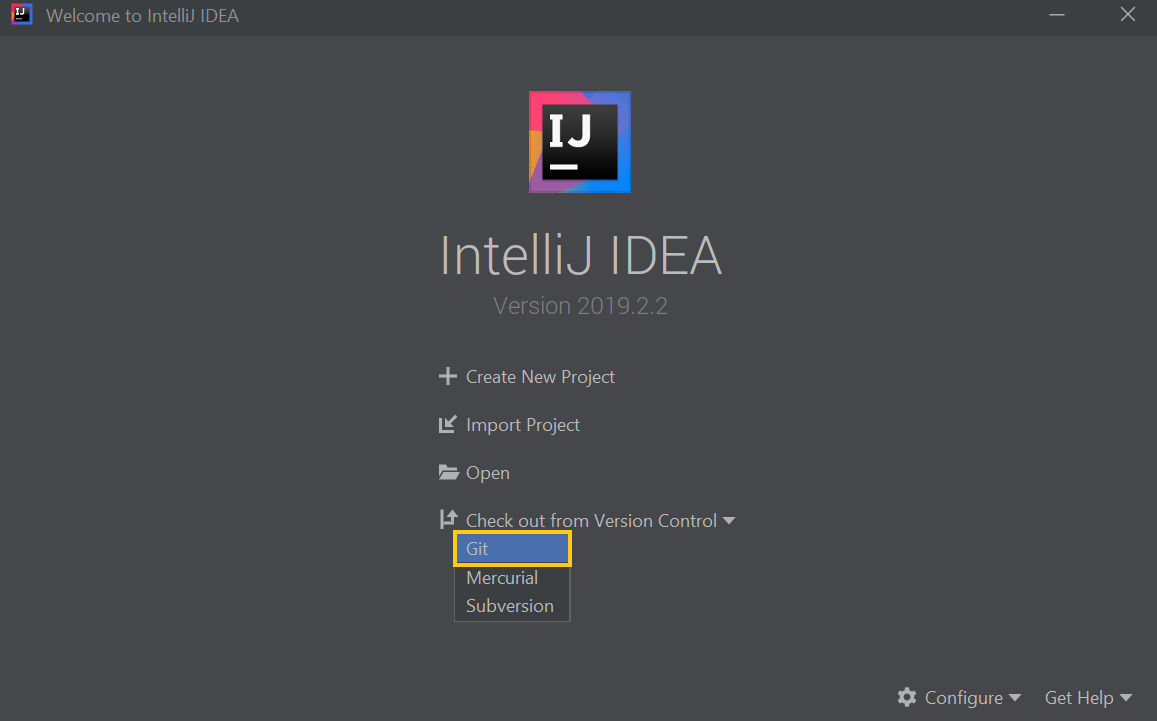 IJ
Welcome to IntelliJ IDEA
IJ
IntelliJ IDEA
Version 2019.2.2
Create New Project
Import Project
Open
Check out from Version Control
Git
Mercurial
Subversion
Configure
Get Help